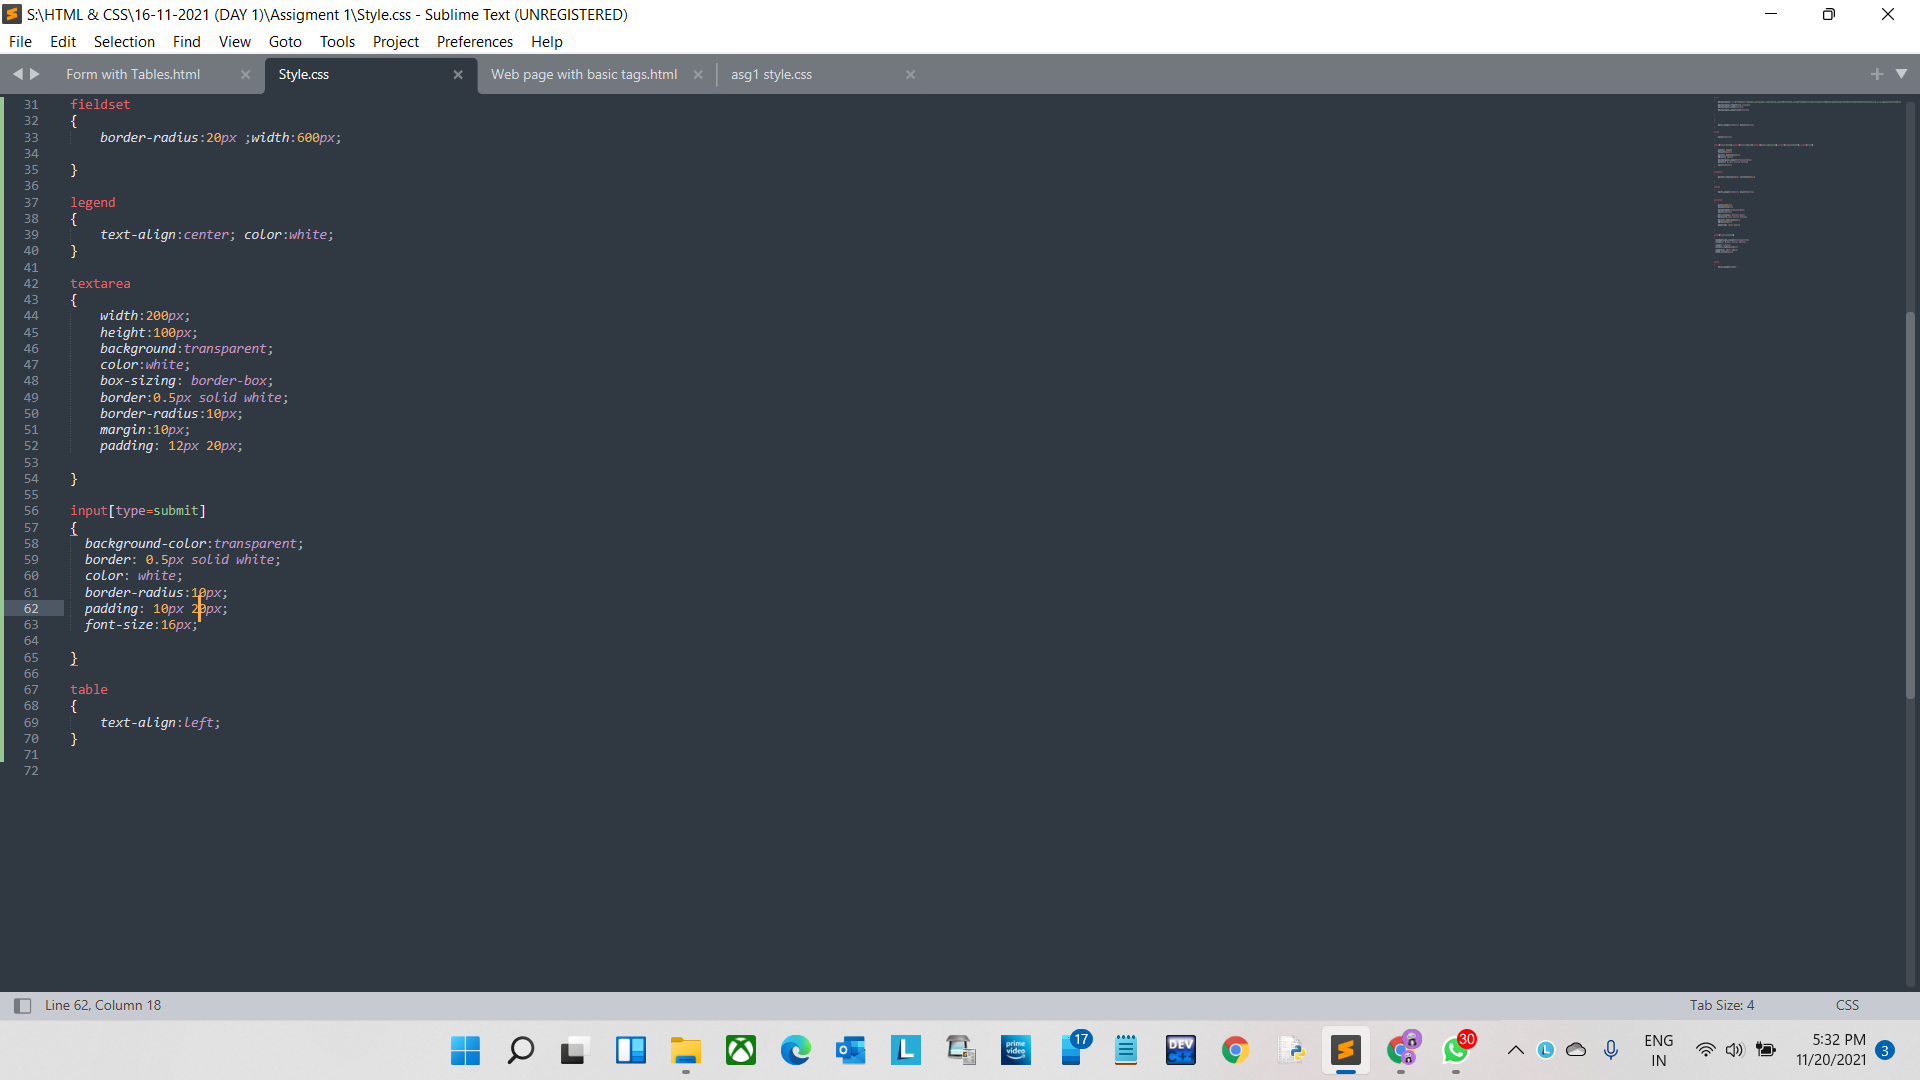 S:\HTML & CSS\16-11-2021 (DAY 1)\Assigment 1\Style.css - Sublime Text (UNREGISTERED)
File Edit Selection Find View Goto Tools Project Preferences Help
Form with Tables.html Style.css Web page with basic tags.html asg1 style.css
31 fieldset
32 {
33 border-radius:20px ;width:600px;
34
35 }
36
37 legend
38 {
39 text-align:center; color:white;
40 }
41
42 textarea
43 {
44 width:200px;
45 height:100px;
46 background:transparent;
47 color:white;
48 box-sizing: border-box;
49 border:0.5px solid white;
50 border-radius:10px;
51 margin:10px;
52 padding: 12px 20px;
53
54 }
55
56 input[type=submit]
57 {
58 background-color:transparent;
59 border: 0.5px solid white;
60 color: white;
61 border-radius:10px;
62 padding: 10px 20px;
63 font-size:16px;
64
65 }
66
67 table
68 {
69 text-align:left;
70 }
71
72
Line 62, Column 18 Tab Size: 4 CSS
L prime video 17 DEV C++ 30 L ENG IN 5:32 PM 11/20/2021 3